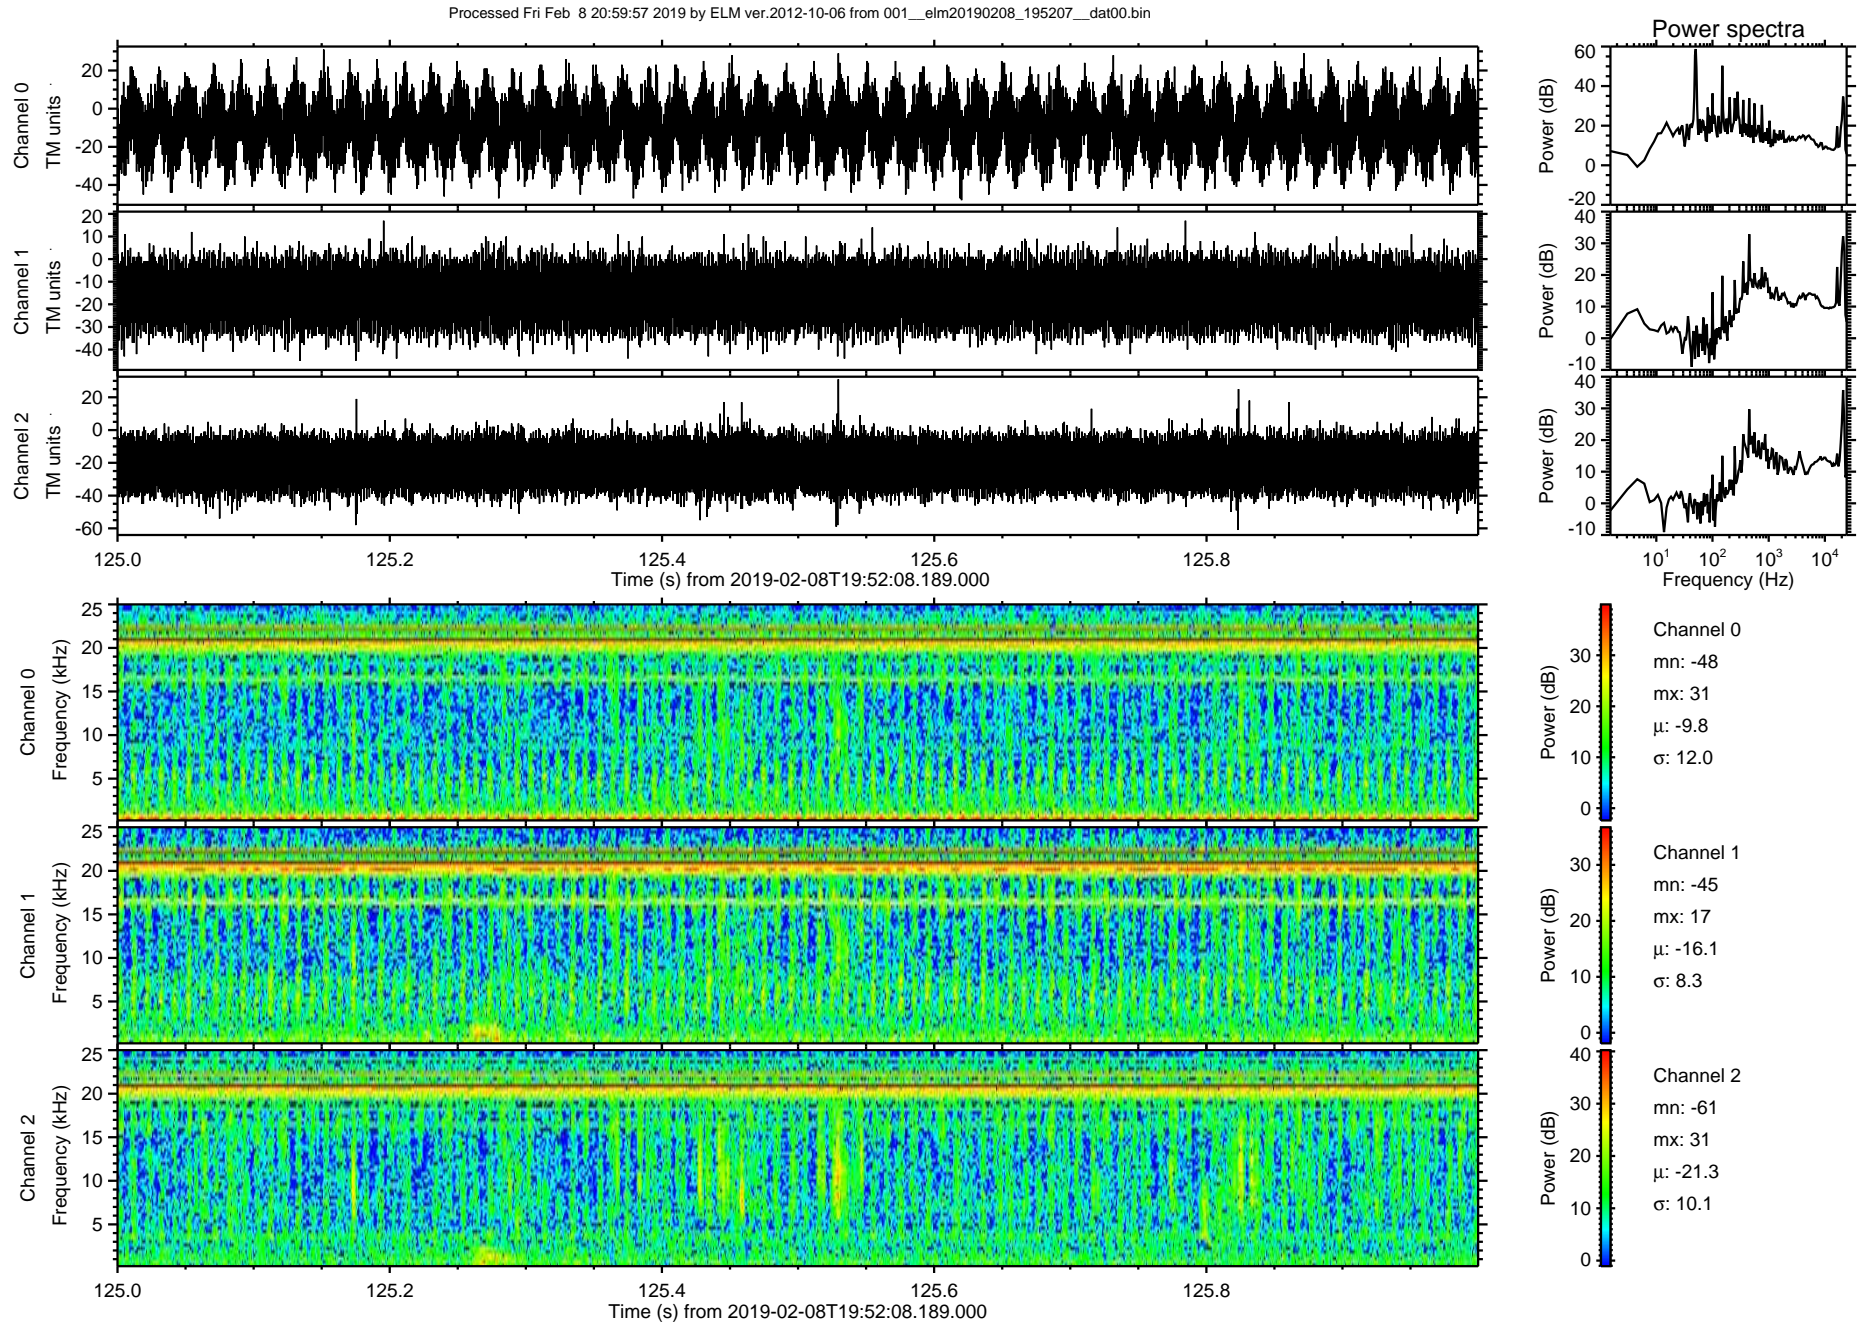 Processed Fri Feb  8 20:59:57 2019 by ELM ver.2012-10-06 from 001__elm20190208_195207__dat00.bin
Power spectra
Channel 0
TM units
20
0
-20
-40
Power (dB)
60
40
20
0
-20
Channel 1
TM units
20
10
0
-10
-20
-30
-40
Power (dB)
40
30
20
10
0
-10
Channel 2
TM units
20
0
-20
-40
-60
Power (dB)
40
30
20
10
0
-10
125.0 125.2 125.4 125.6 125.8
Time (s) from 2019-02-08T19:52:08.189.000
10^1 10^2 10^3 10^4
Frequency (Hz)
Channel 0
Frequency (kHz)
25
20
15
10
5
Power (dB)
30
20
10
0
Channel 0
mn: -48
mx: 31
µ: -9.8
σ: 12.0
Channel 1
Frequency (kHz)
25
20
15
10
5
Power (dB)
30
20
10
0
Channel 1
mn: -45
mx: 17
µ: -16.1
σ: 8.3
Channel 2
Frequency (kHz)
25
20
15
10
5
Power (dB)
40
30
20
10
0
Channel 2
mn: -61
mx: 31
µ: -21.3
σ: 10.1
125.0 125.2 125.4 125.6 125.8
Time (s) from 2019-02-08T19:52:08.189.000